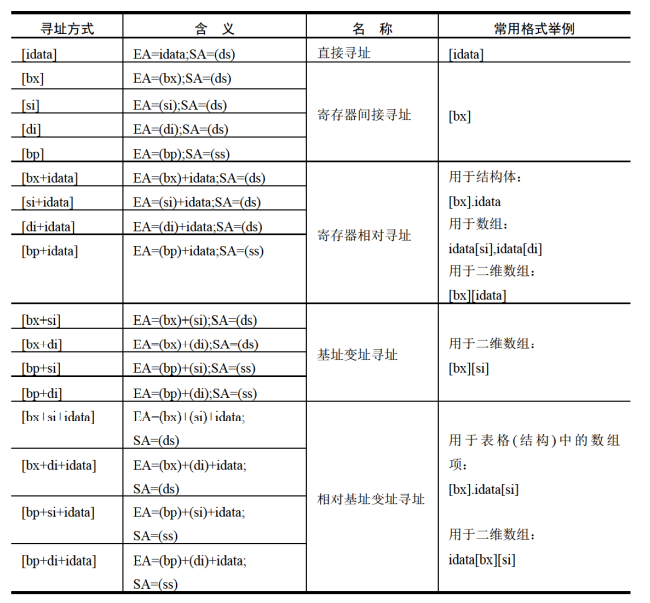 寻址方式 含 义 名 称 常用格式举例
[idata] EA=idata;SA=(ds) 直接寻址 [idata]
[bx] EA=(bx);SA=(ds)
[si] EA=(si);SA=(ds)
寄存器间接寻址 [bx]
[di] EA=(di);SA=(ds)
[bp] EA=(bp);SA=(ss)
[bx+idata] EA=(bx)+idata;SA=(ds) 用于结构体:
[si+idata] EA=(si)+idata;SA=(ds) [bx].idata
[di+idata] EA=(di)+idata;SA=(ds) 用于数组:
寄存器相对寻址
[bp+idata] EA=(bp)+idata;SA=(ss) idata[si],idata[di]
用于二维数组:
[bx][idata]
[bx+si] EA=(bx)+(si);SA=(ds)
[bx+di] EA=(bx)+(di);SA=(ds) 用于二维数组:
基址变址寻址
[bp+si] EA=(bp)+(si);SA=(ss) [bx][si]
[bp+di] EA=(bp)+(di);SA=(ss)
[bx+si+idata] EA=(bx)+(si)+idata;
SA=(ds) 用于表格(结构)中的数组
[bx+di+idata] EA=(bx)+(di)+idata; 项:
SA=(ds) [bx].idata[si]
相对基址变址寻址
[bp+si+idata] EA=(bp)+(si)+idata;
SA=(ss) 用于二维数组:
[bp+di+idata] EA=(bp)+(di)+idata; idata[bx][si]
SA=(ss)